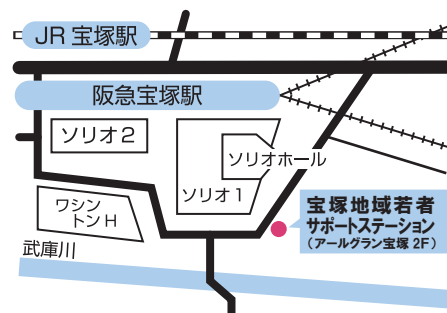 JR 宝塚駅
阪急宝塚駅
ソリオ2
ソリオホール
ソリオ1
ワシン
トンH
宝塚地域若者
サポートステーション
(アールグラン宝塚 2F)
武庫川